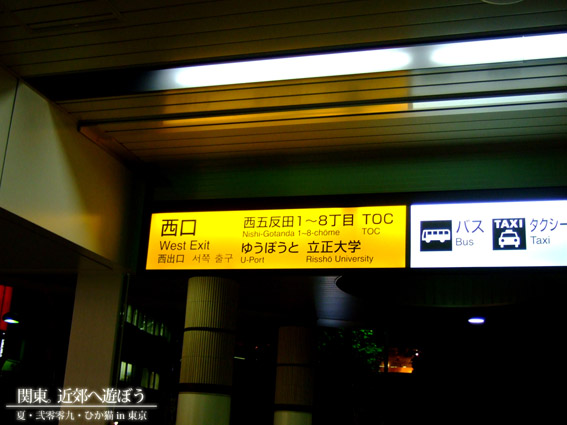 西口
West Exit
西出口 서쪽 출구
西五反田1～8丁目 TOC
Nishi-Gotanda 1~8-chōme TOC
ゆうぽうと 立正大学
U-Port Risshō University
バス
Bus
TAXI
タクシー
Taxi
関東。近郊へ遊ぼう
夏・弐零零九・ひか猫 in 東京